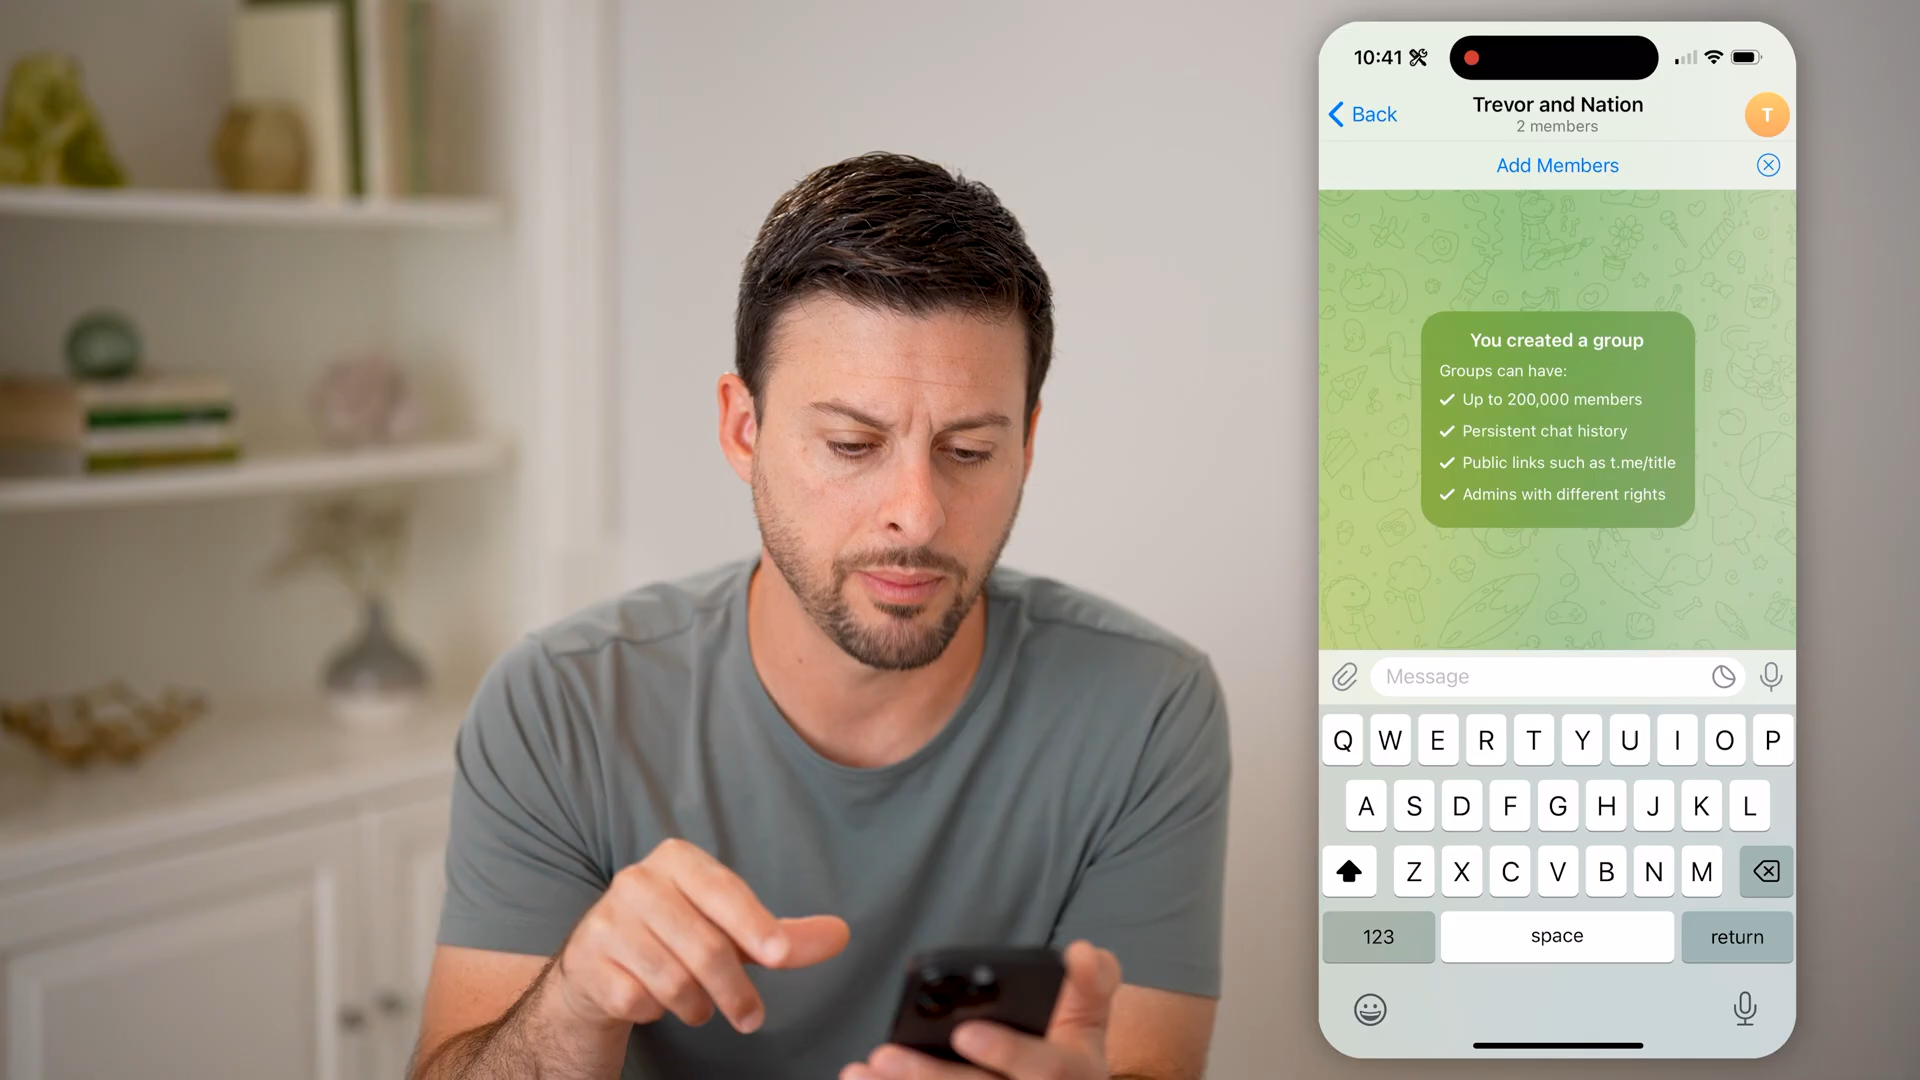 10:41
Back
Trevor and Nation
2 members
T
Add Members
You created a group
Groups can have:
Up to 200,000 members
Persistent chat history
Public links such as t.me/title
Admins with different rights
Message
Q W E R T Y U I O P
A S D F G H J K L
Z X C V B N M
123 space return